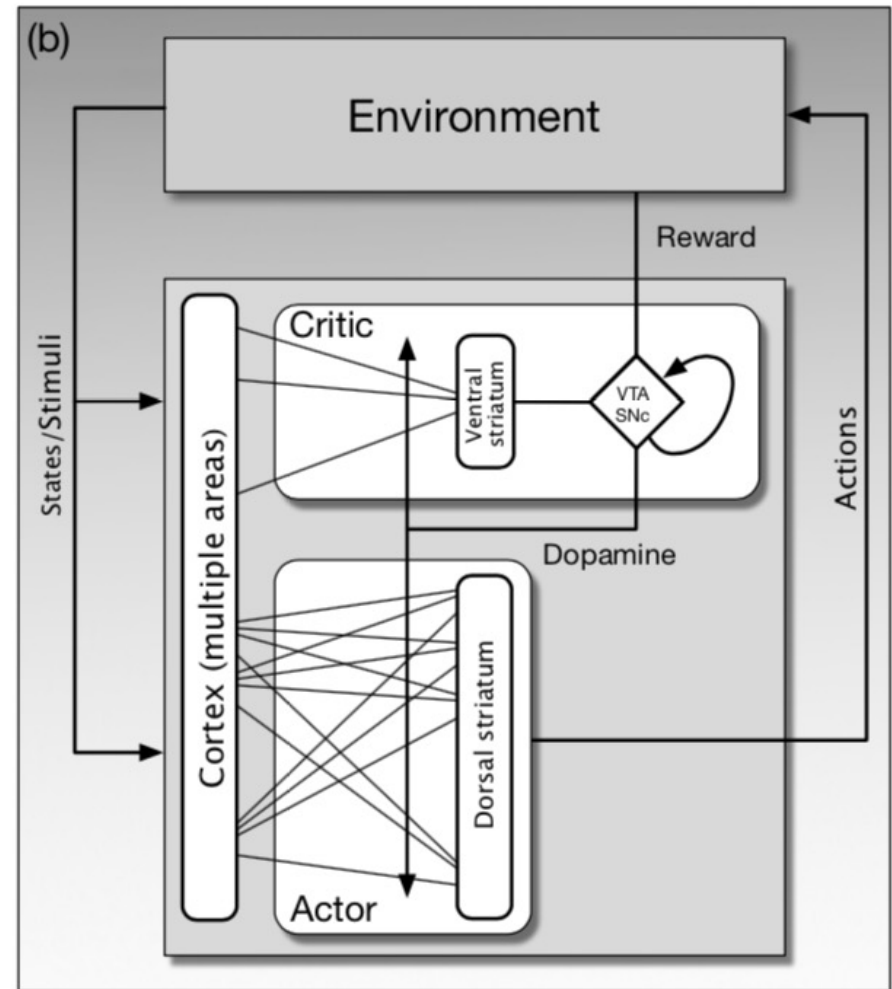 (b)
Environment
Reward
States/Stimuli
Cortex (multiple areas)
Critic
Ventral
striatum
VTA
SNc
Actions
Dopamine
Dorsal striatum
Actor